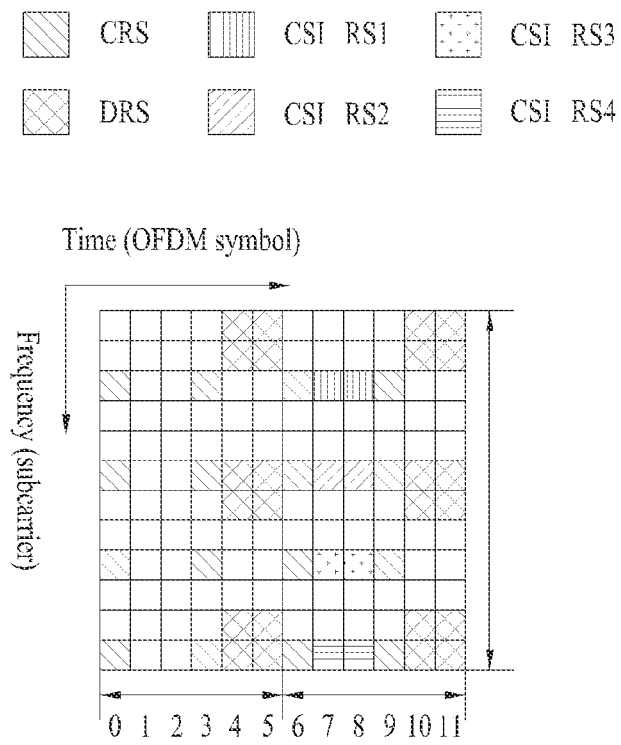 CRS CSI RS1 CSI RS3
DRS CSI RS2 CSI RS4
Time (OFDM symbol)
Frequency (subcarrier)
0 1 2 3 4 5 6 7 8 9 10 11